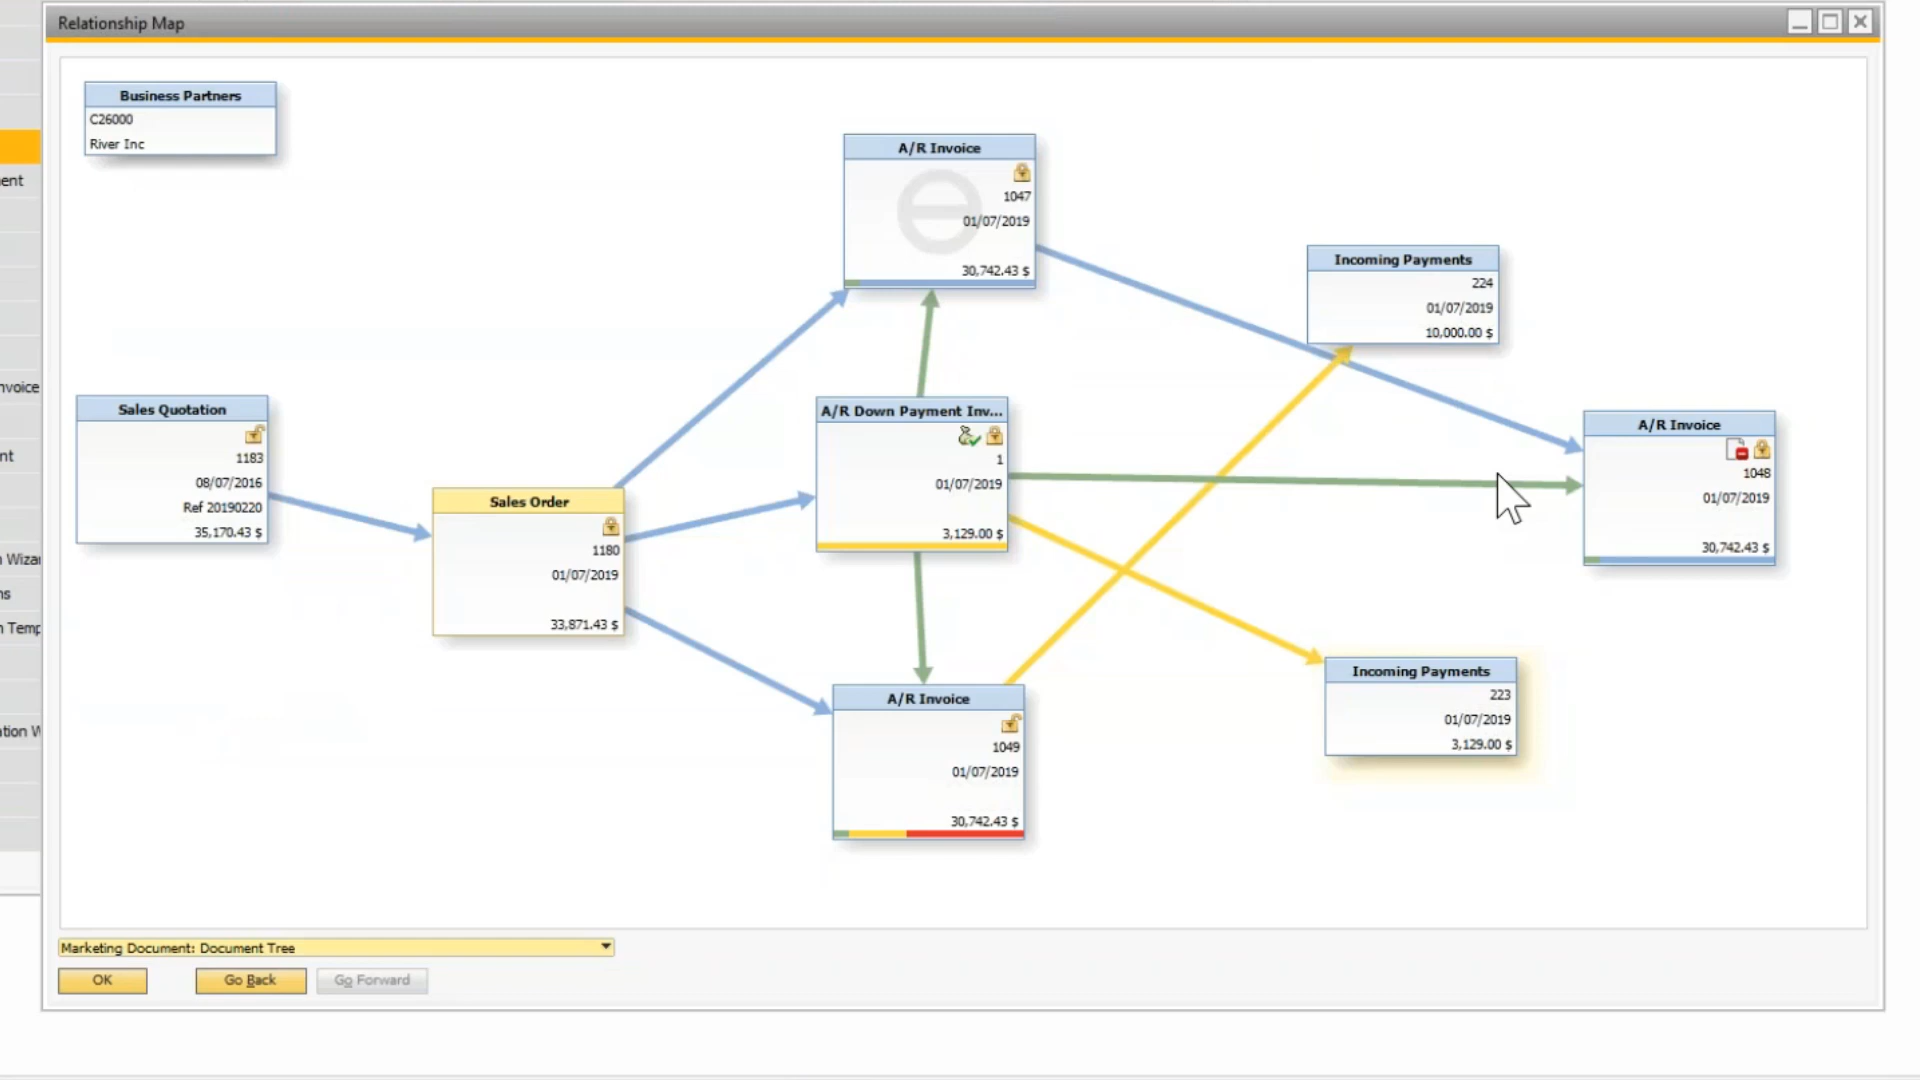 Relationship Map
Business Partners
C26000
River Inc
A/R Invoice
1047
01/07/2019
30,742.43 $
Incoming Payments
224
01/07/2019
10,000.00 $
Sales Quotation
1183
08/07/2016
Ref 20190220
35,170.43 $
A/R Down Payment Inv...
1
01/07/2019
3,129.00 $
A/R Invoice
1048
01/07/2019
30,742.43 $
Sales Order
1180
01/07/2019
33,871.43 $
A/R Invoice
1049
01/07/2019
30,742.43 $
Incoming Payments
223
01/07/2019
3,129.00 $
ent
nvoice
nt
n Wizar
ns
n Temp
ation W
Marketing Document: Document Tree
OK
Go Back
Go Forward